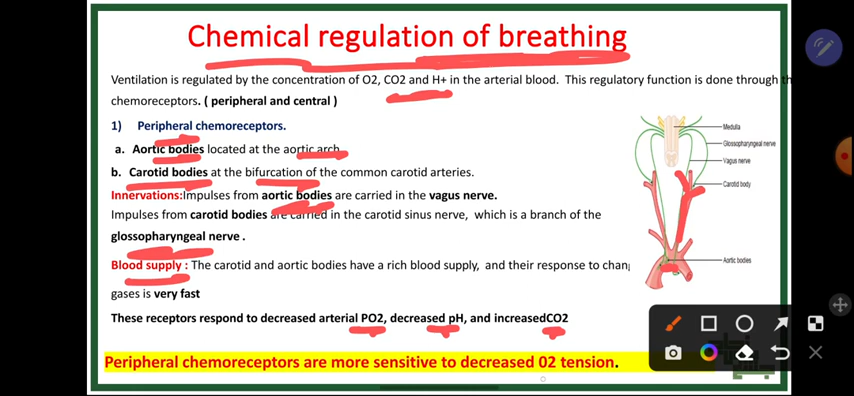 Chemical regulation of breathing
Ventilation is regulated by the concentration of O2, CO2 and H+ in the arterial blood. This regulatory function is done through th
chemoreceptors. ( peripheral and central )
1) Peripheral chemoreceptors.
a. Aortic bodies located at the aortic arch.
b. Carotid bodies at the bifurcation of the common carotid arteries.
Innervations:Impulses from aortic bodies are carried in the vagus nerve.
Impulses from carotid bodies are carried in the carotid sinus nerve, which is a branch of the
glossopharyngeal nerve .
Blood supply : The carotid and aortic bodies have a rich blood supply, and their response to chan
gases is very fast
These receptors respond to decreased arterial PO2, decreased pH, and increasedCO2
Peripheral chemoreceptors are more sensitive to decreased 02 tension.
Medulla
Glossopharyngeal nerve
Vagus nerve
Carotid body
Aortic bodies